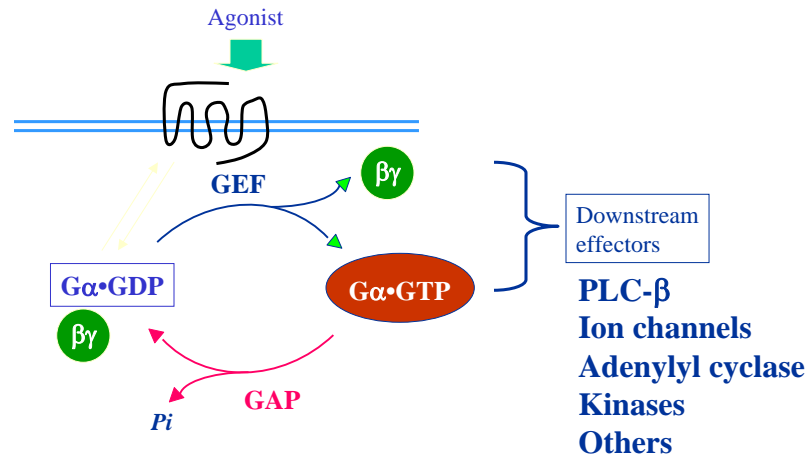 Agonist
βγ
GEF
Gα•GDP
βγ
Gα•GTP
GAP
Pi
Downstream
effectors
PLC-β
Ion channels
Adenylyl cyclase
Kinases
Others